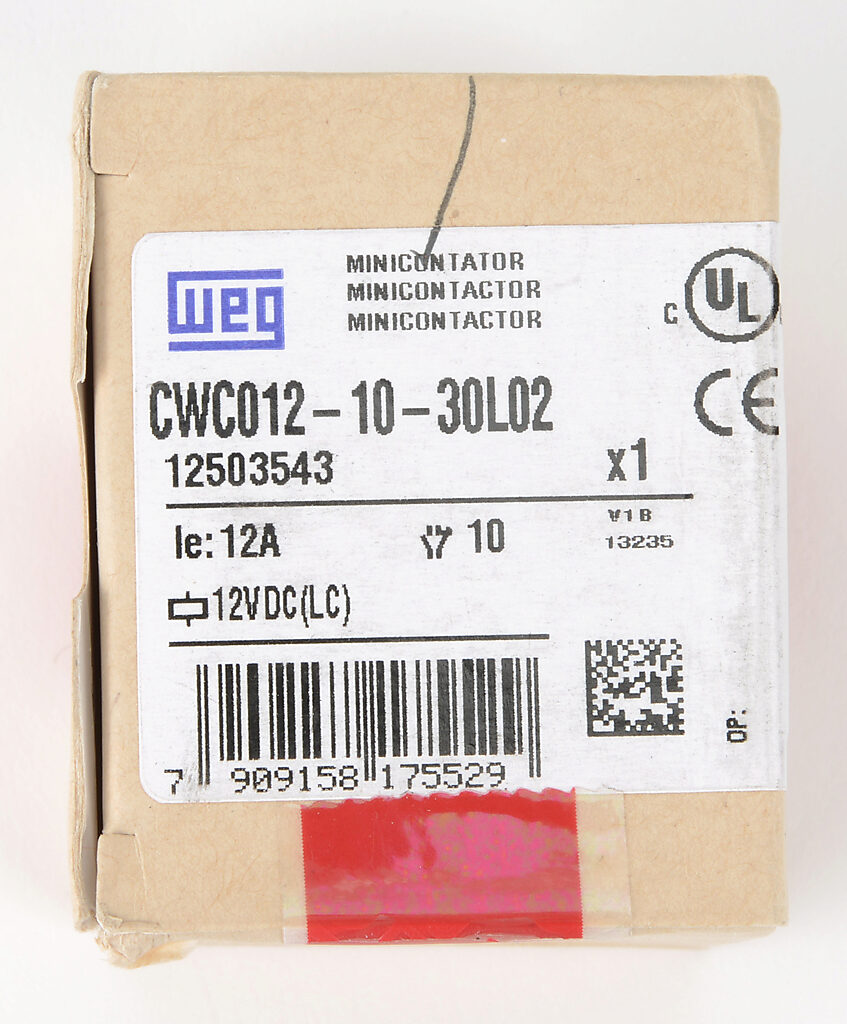 weg
MINICONTATOR
MINICONTACTOR
MINICONTACTOR
C UL
CE
CWC012-10-30L02
12503543
x1
Ie: 12A
10
V1B
13235
12VDC(LC)
OP:
7 909158 175529